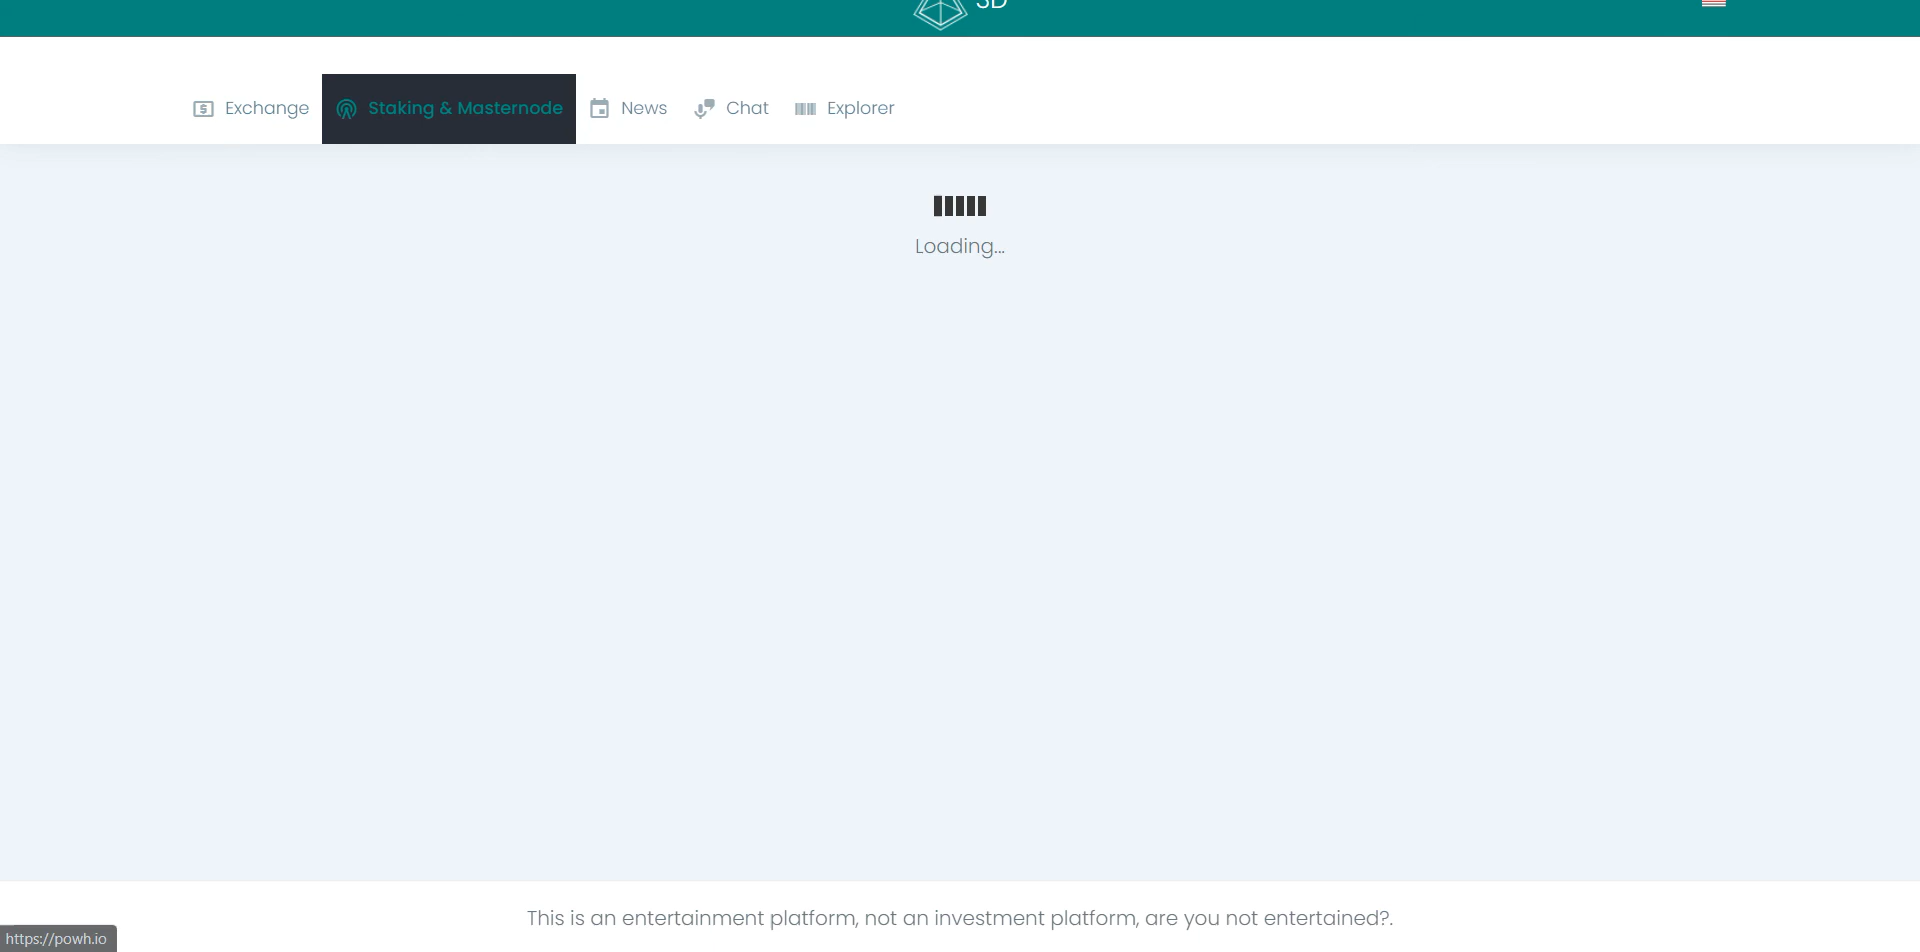 3D
Exchange Staking & Masternode News Chat Explorer
Loading...
This is an entertainment platform, not an investment platform, are you not entertained?.
https://powh.io